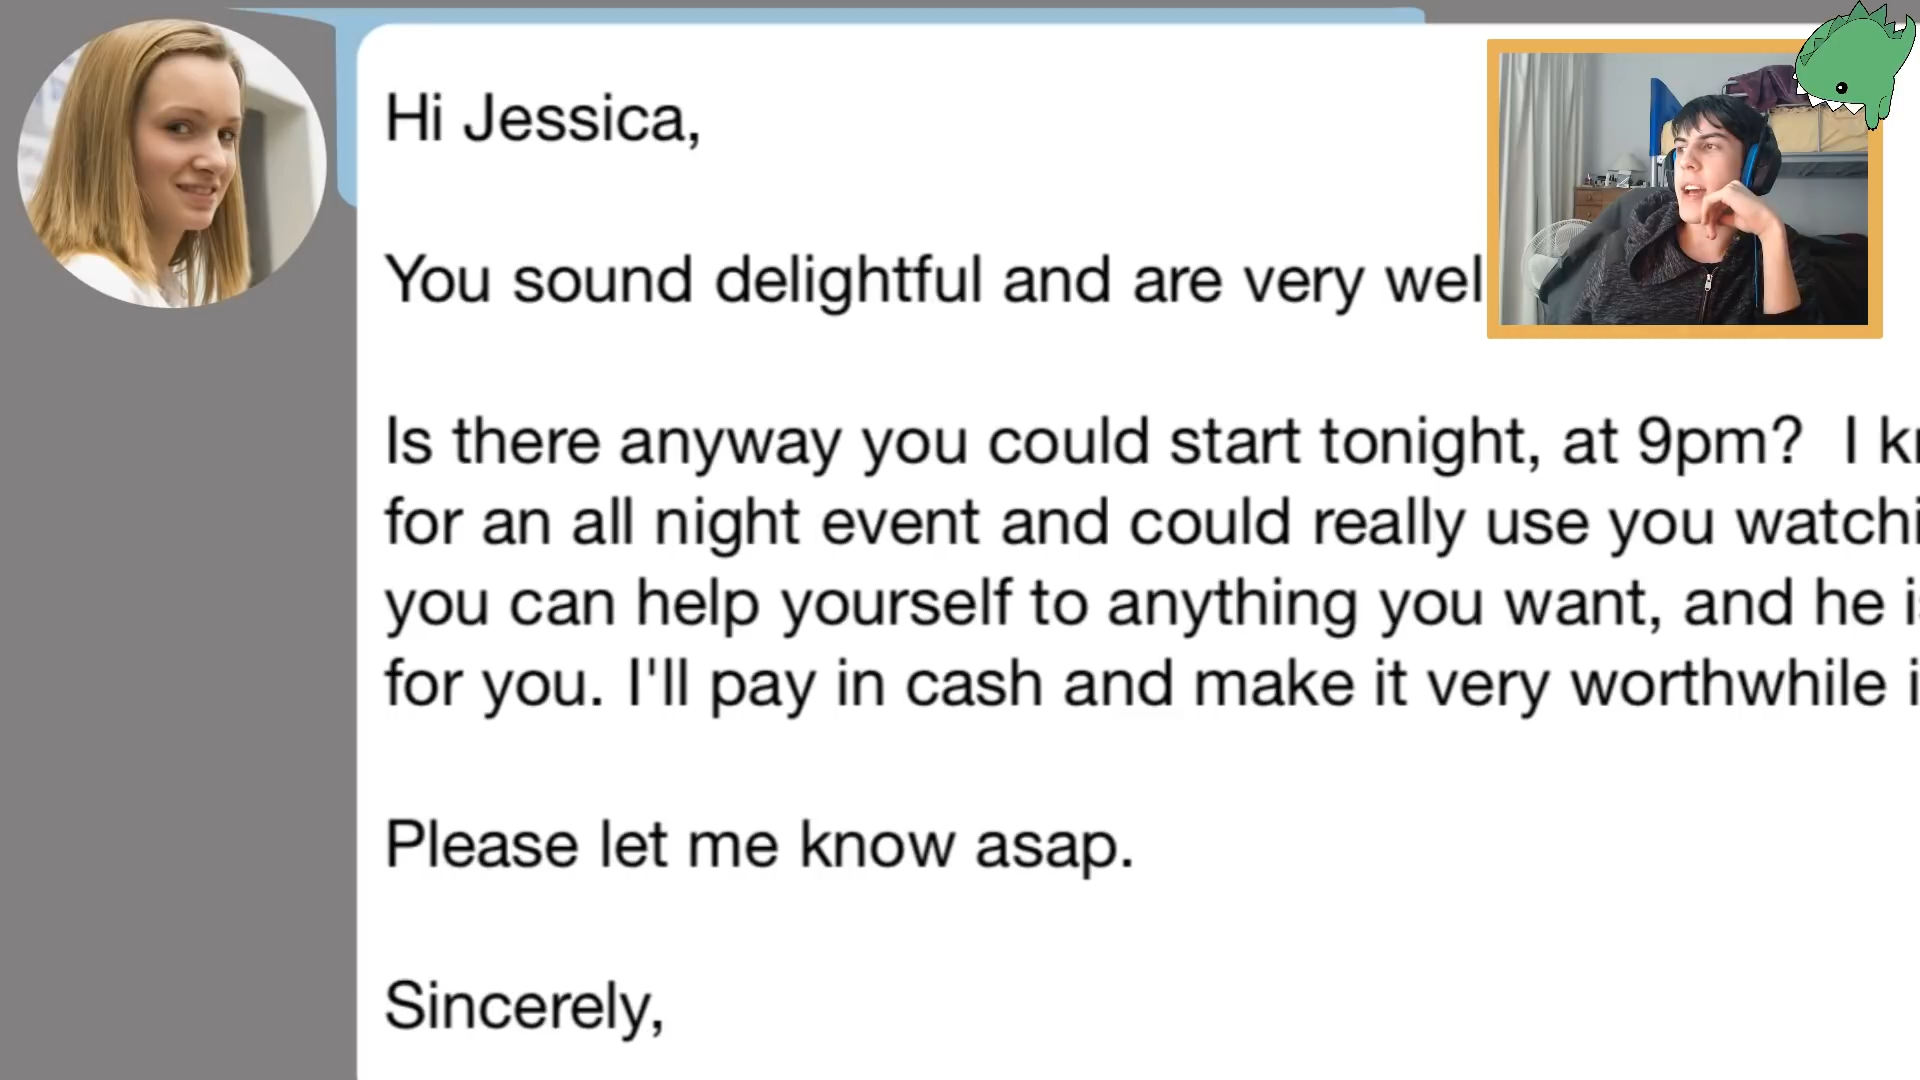 Hi Jessica,
You sound delightful and are very
Is there anyway you could start tonight, at 9pm? I
for an all night event and could really use you
you can help yourself to anything you want, and he
for you. I'll pay in cash and make it very worthwhile
Please let me know asap.
Sincerely,